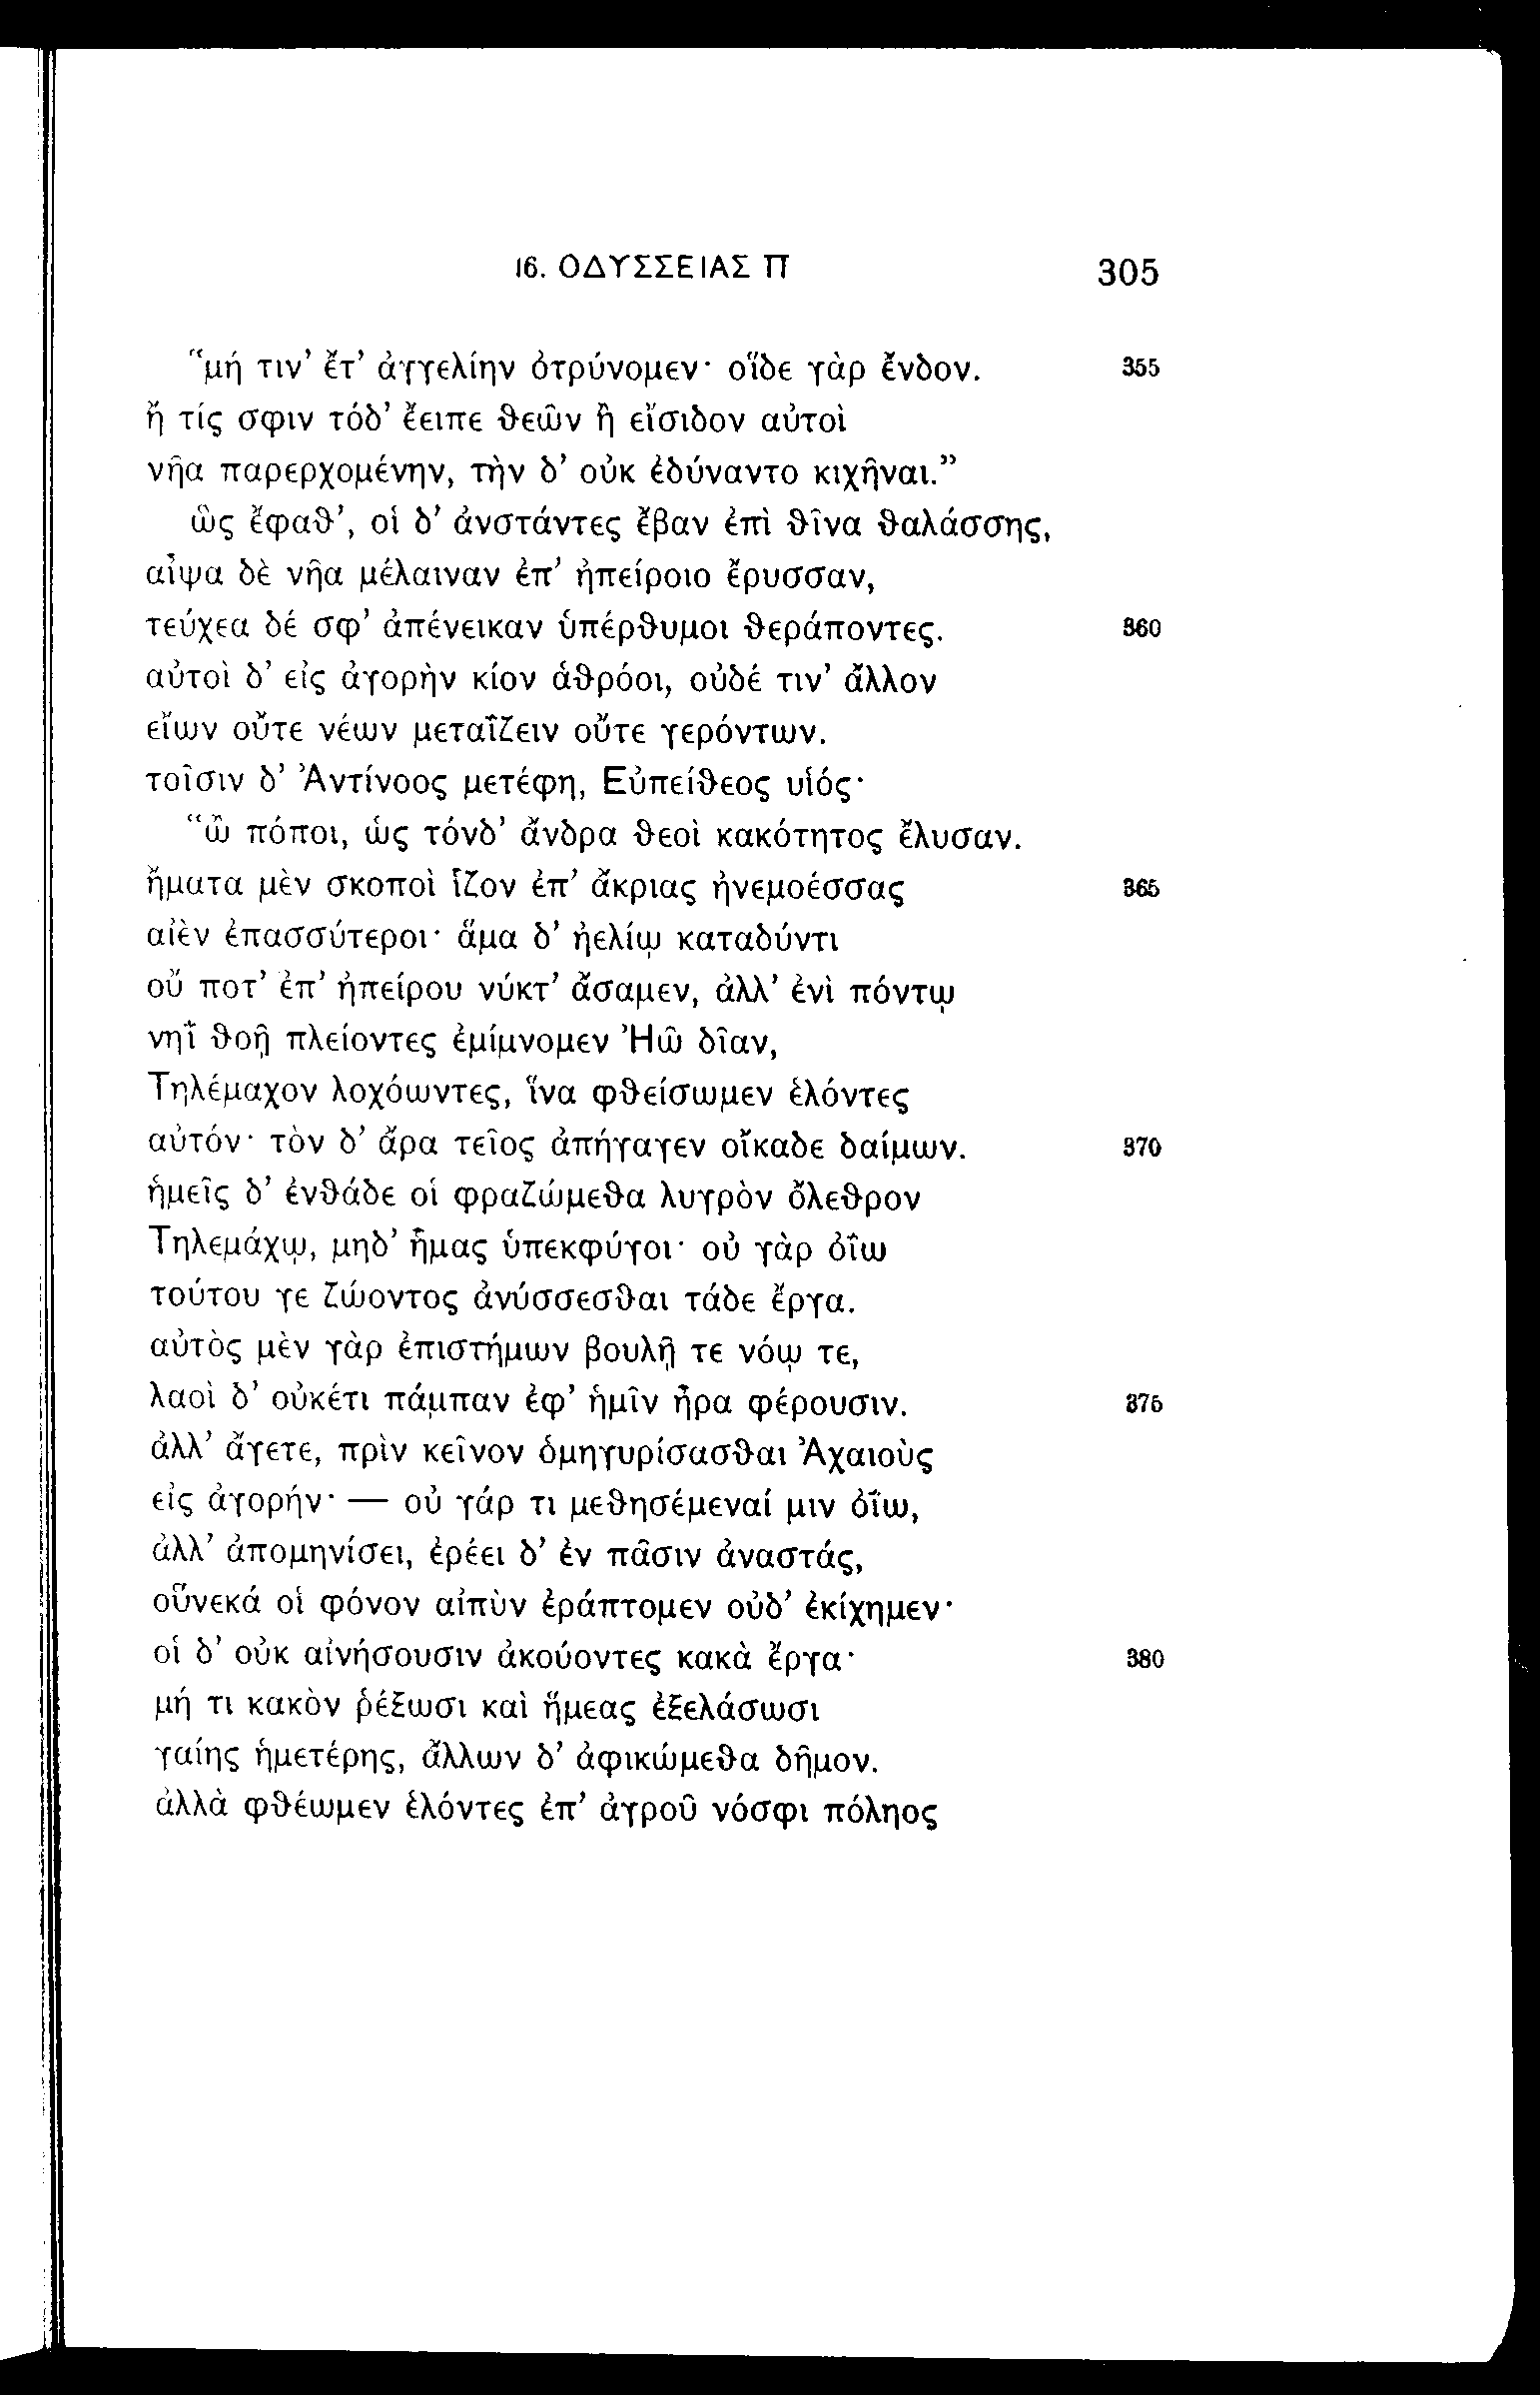 16. ΟΔΥΣΣΕΙΑΣ Π 305
“μή τιν’ ἔτ’ ἀγγελίην ὀτρύνομεν· οἵδε γὰρ ἔνδον. 355
ἤ τίς σφιν τόδ’ ἔειπε ϑεῶν ἢ εἴσιδον αὐτοὶ
νῆα παρερχομένην, τὴν δ’ οὐκ ἐδύναντο κιχῆναι.”
ὣς ἔφαϑ’, οἱ δ’ ἀνστάντες ἔβαν ἐπὶ ϑῖνα ϑαλάσσης,
αἶψα δὲ νῆα μέλαιναν ἐπ’ ἠπείροιο ἔρυσσαν,
τεύχεα δέ σφ’ ἀπένεικαν ὑπέρϑυμοι ϑεράποντες. 360
αὐτοὶ δ’ εἰς ἀγορὴν κίον ἁϑρόοι, οὐδέ τιν’ ἄλλον
εἴων οὔτε νέων μεταΐζειν οὔτε γερόντων.
τοῖσιν δ’ Ἀντίνοος μετέφη, Εὐπείϑεος υἱός·
“ὢ πόποι, ὡς τόνδ’ ἄνδρα ϑεοὶ κακότητος ἔλυσαν.
ἤματα μὲν σκοποὶ ἷζον ἐπ’ ἄκριας ἠνεμοέσσας 365
αἰὲν ἐπασσύτεροι· ἅμα δ’ ἠελίῳ καταδύντι
οὔ ποτ’ ἐπ’ ἠπείρου νύκτ’ ἄσαμεν, ἀλλ’ ἐνὶ πόντῳ
νηῒ ϑοῇ πλείοντες ἐμίμνομεν Ἠῶ δῖαν,
Τηλέμαχον λοχόωντες, ἵνα φϑείσωμεν ἑλόντες
αὐτόν· τὸν δ’ ἄρα τεῖος ἀπήγαγεν οἴκαδε δαίμων. 370
ἡμεῖς δ’ ἐνϑάδε οἱ φραζώμεϑα λυγρὸν ὄλεϑρον
Τηλεμάχῳ, μηδ’ ἧμας ὑπεκφύγοι· οὐ γὰρ ὀΐω
τούτου γε ζώοντος ἀνύσσεσϑαι τάδε ἔργα.
αὐτὸς μὲν γὰρ ἐπιστήμων βουλῇ τε νόῳ τε,
λαοὶ δ’ οὐκέτι πάμπαν ἐφ’ ἡμῖν ἦρα φέρουσιν. 375
ἀλλ’ ἄγετε, πρὶν κεῖνον ὁμηγυρίσασϑαι Ἀχαιοὺς
εἰς ἀγορήν· — οὐ γάρ τι μεϑησέμεναί μιν ὀΐω,
ἀλλ’ ἀπομηνίσει, ἐρέει δ’ ἐν πᾶσιν ἀναστάς,
οὕνεκά οἱ φόνον αἰπὺν ἐράπτομεν οὐδ’ ἐκίχημεν·
οἱ δ’ οὐκ αἰνήσουσιν ἀκούοντες κακὰ ἔργα· 380
μή τι κακὸν ῥέξωσι καὶ ἥμεας ἐξελάσωσι
γαίης ἡμετέρης, ἄλλων δ’ ἀφικώμεϑα δῆμον.
ἀλλὰ φϑέωμεν ἑλόντες ἐπ’ ἀγροῦ νόσφι πόληος